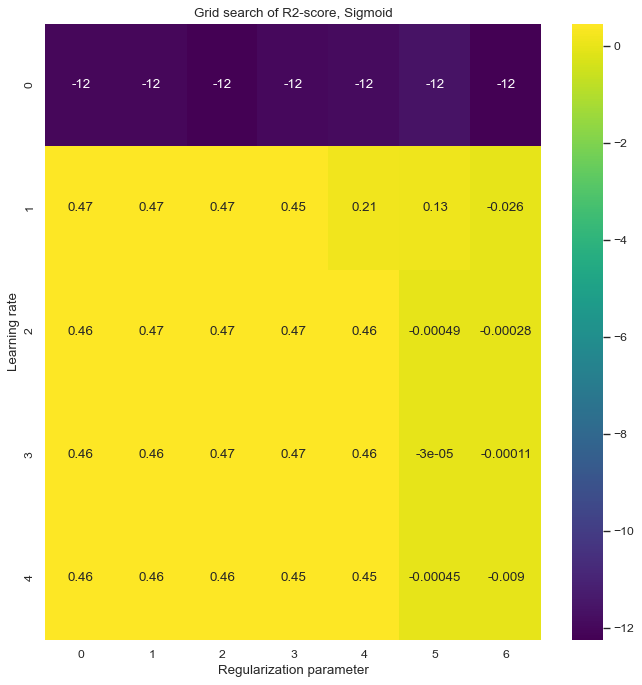 Grid search of R2-score, Sigmoid
0 -12 -12 -12 -12 -12 -12 -12
1 0.47 0.47 0.47 0.45 0.21 0.13 -0.026
2 0.46 0.47 0.47 0.47 0.46 -0.00049 -0.00028
3 0.46 0.46 0.47 0.47 0.46 -3e-05 -0.00011
4 0.46 0.46 0.46 0.45 0.45 -0.00045 -0.009
Learning rate
0 1 2 3 4 5 6
Regularization parameter
0
−2
−4
−6
−8
−10
−12